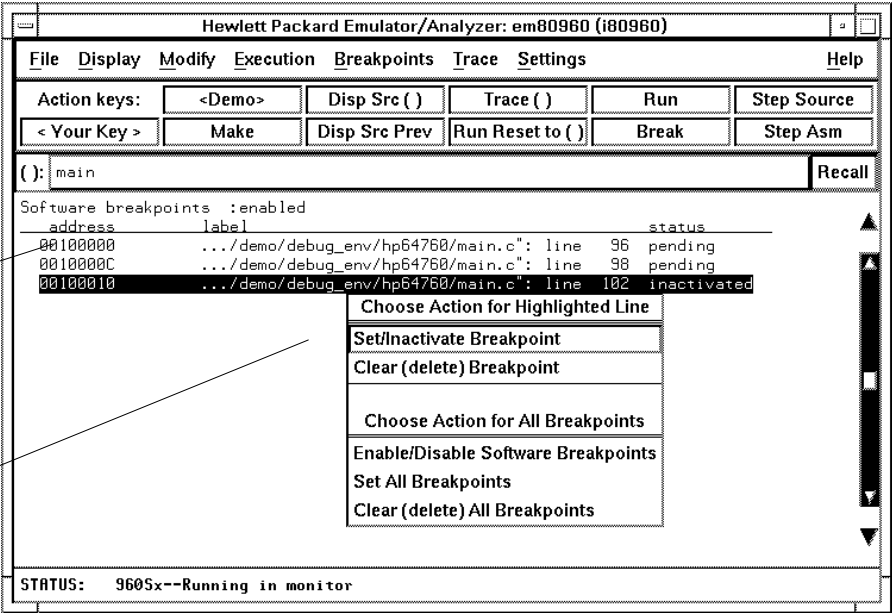 Hewlett Packard Emulator/Analyzer: em80960 (i80960)
File Display Modify Execution Breakpoints Trace Settings Help
Action keys: <Demo> Disp Src ( ) Trace ( ) Run Step Source
< Your Key > Make Disp Src Prev Run Reset to ( ) Break Step Asm
( ): main Recall
Software breakpoints :enabled
address label status
00100000 .../demo/debug_env/hp64760/main.c": line 96 pending
0010000C .../demo/debug_env/hp64760/main.c": line 98 pending
00100010 .../demo/debug_env/hp64760/main.c": line 102 inactivated
Choose Action for Highlighted Line
Set/Inactivate Breakpoint
Clear (delete) Breakpoint
Choose Action for All Breakpoints
Enable/Disable Software Breakpoints
Set All Breakpoints
Clear (delete) All Breakpoints
STATUS: 960Sx--Running in monitor